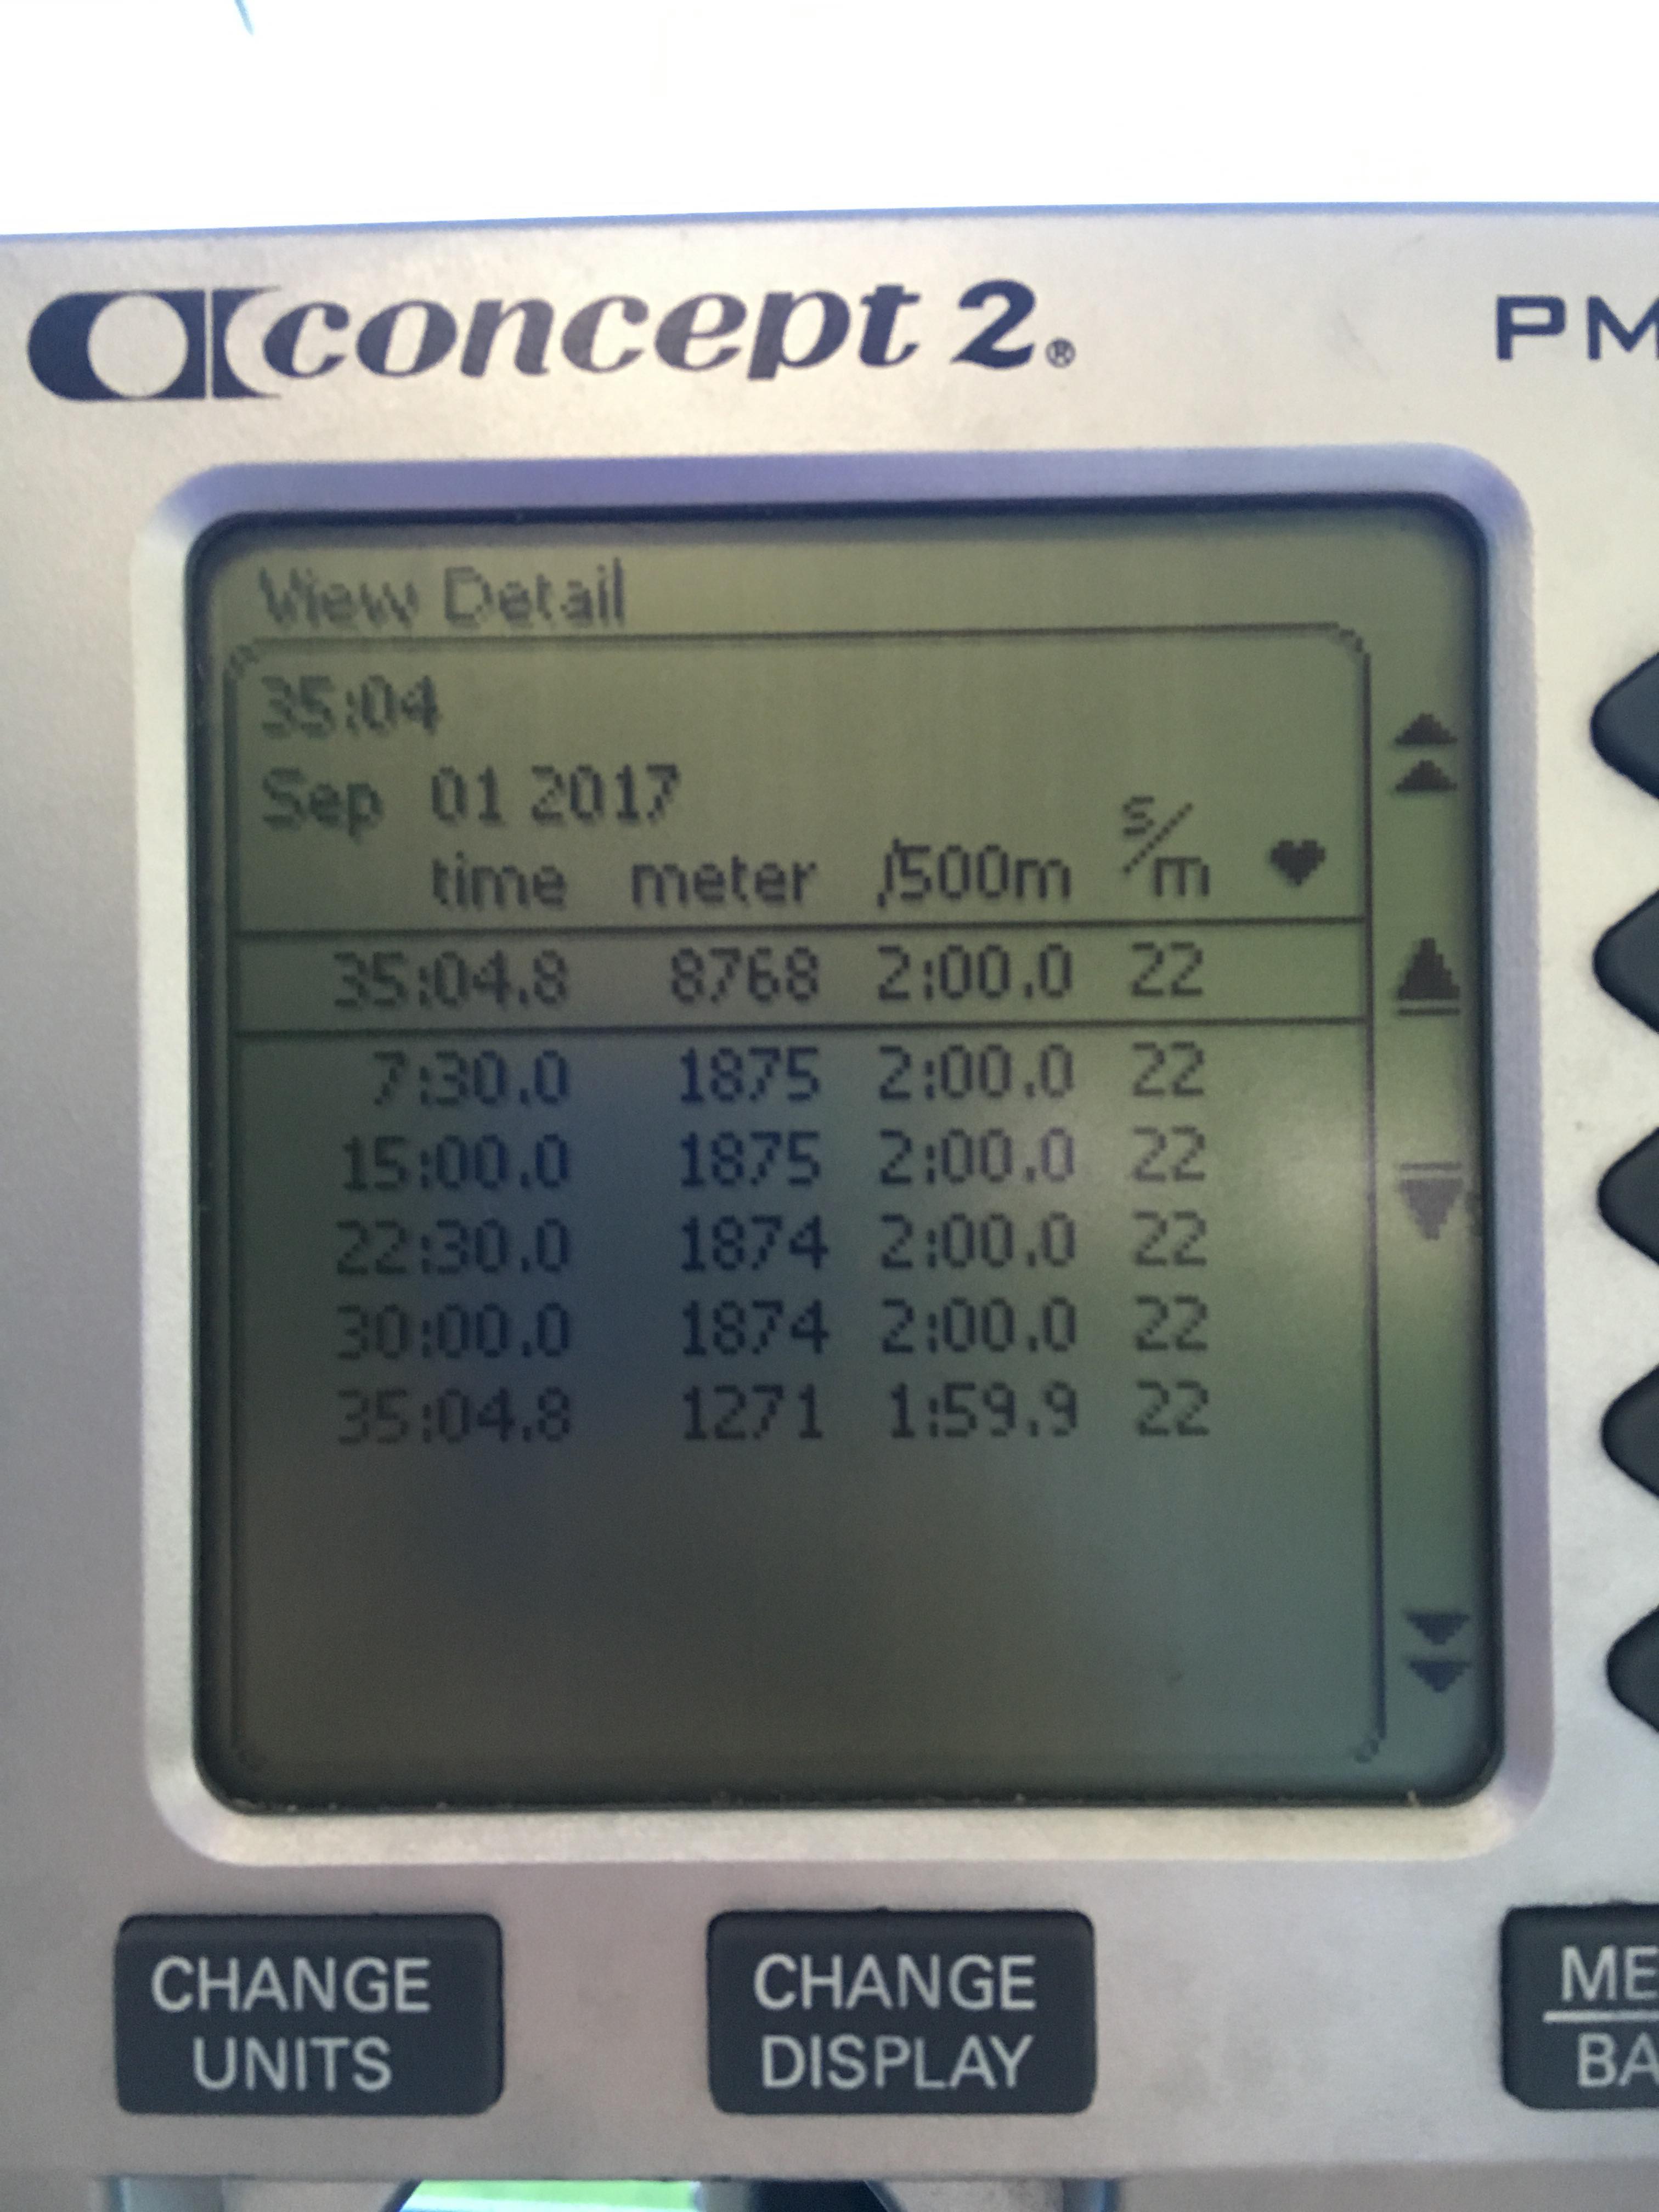 concept 2® PM
View Detail
35:04
Sep 01 2017
time meter /500m s/m ♥
35:04.8 8768 2:00.0 22
7:30.0 1875 2:00.0 22
15:00.0 1875 2:00.0 22
22:30.0 1874 2:00.0 22
30:00.0 1874 2:00.0 22
35:04.8 1271 1:59.9 22
CHANGE
UNITS
CHANGE
DISPLAY
ME
BA